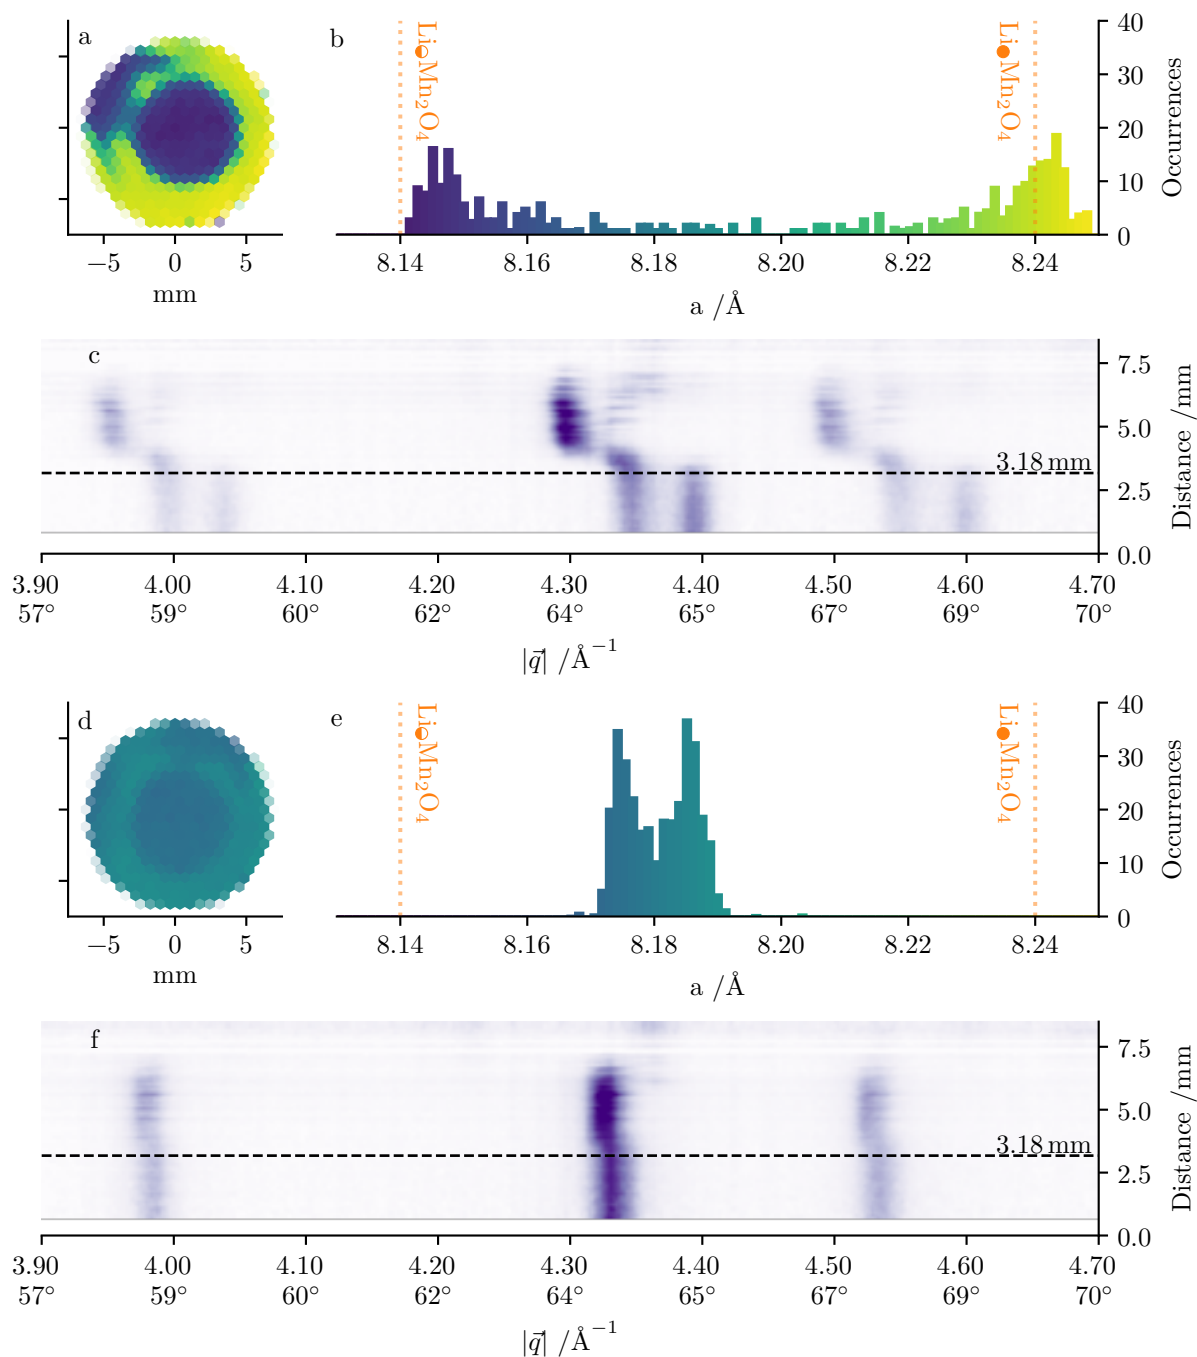 a
−5 0 5
mm
b
Li◐Mn₂O₄
Li●Mn₂O₄
40
30
20
10
0
Occurrences
8.14 8.16 8.18 8.20 8.22 8.24
a /Å
c
7.5
5.0
2.5
0.0
Distance /mm
3.18 mm
3.90 4.00 4.10 4.20 4.30 4.40 4.50 4.60 4.70
57° 59° 60° 62° 64° 65° 67° 69° 70°
|q⃗| /Å⁻¹
d
−5 0 5
mm
e
Li◐Mn₂O₄
Li●Mn₂O₄
40
30
20
10
0
Occurrences
8.14 8.16 8.18 8.20 8.22 8.24
a /Å
f
7.5
5.0
2.5
0.0
Distance /mm
3.18 mm
3.90 4.00 4.10 4.20 4.30 4.40 4.50 4.60 4.70
57° 59° 60° 62° 64° 65° 67° 69° 70°
|q⃗| /Å⁻¹